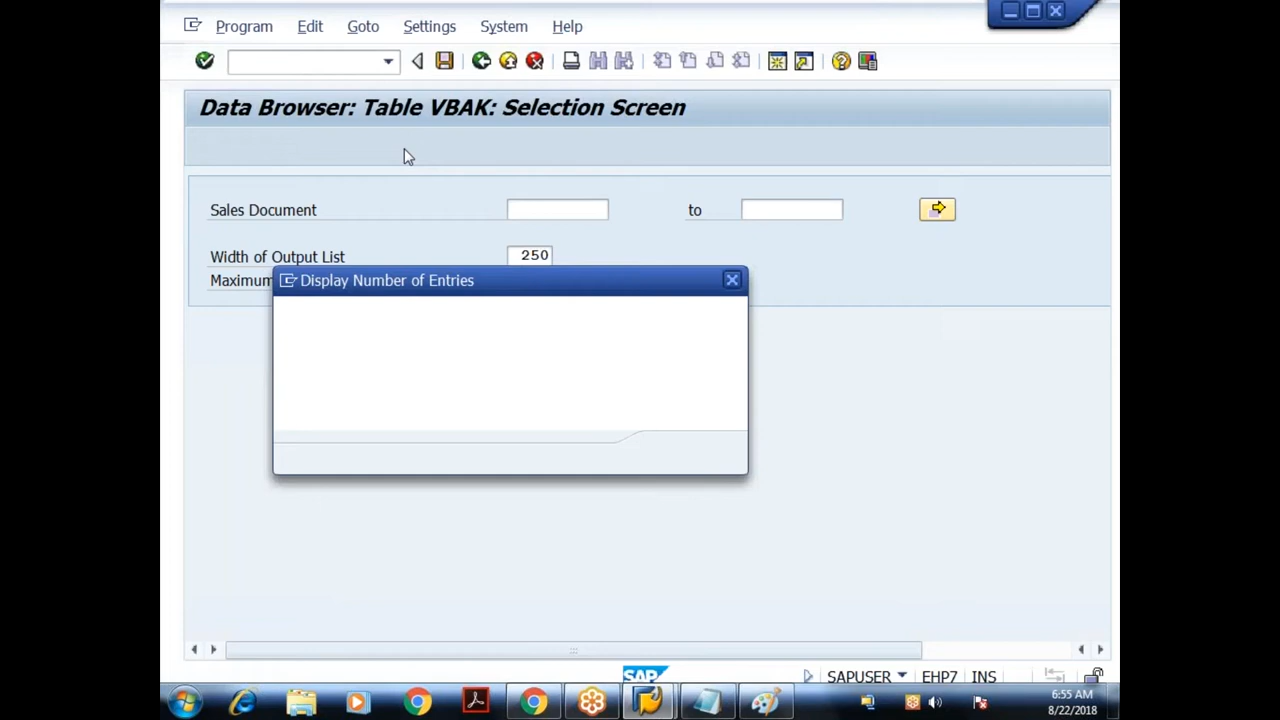 Program Edit Goto Settings System Help
Data Browser: Table VBAK: Selection Screen
Sales Document to
Width of Output List 250
Maximum
Display Number of Entries
SAP SAPUSER EHP7 INS
6:55 AM
8/22/2018